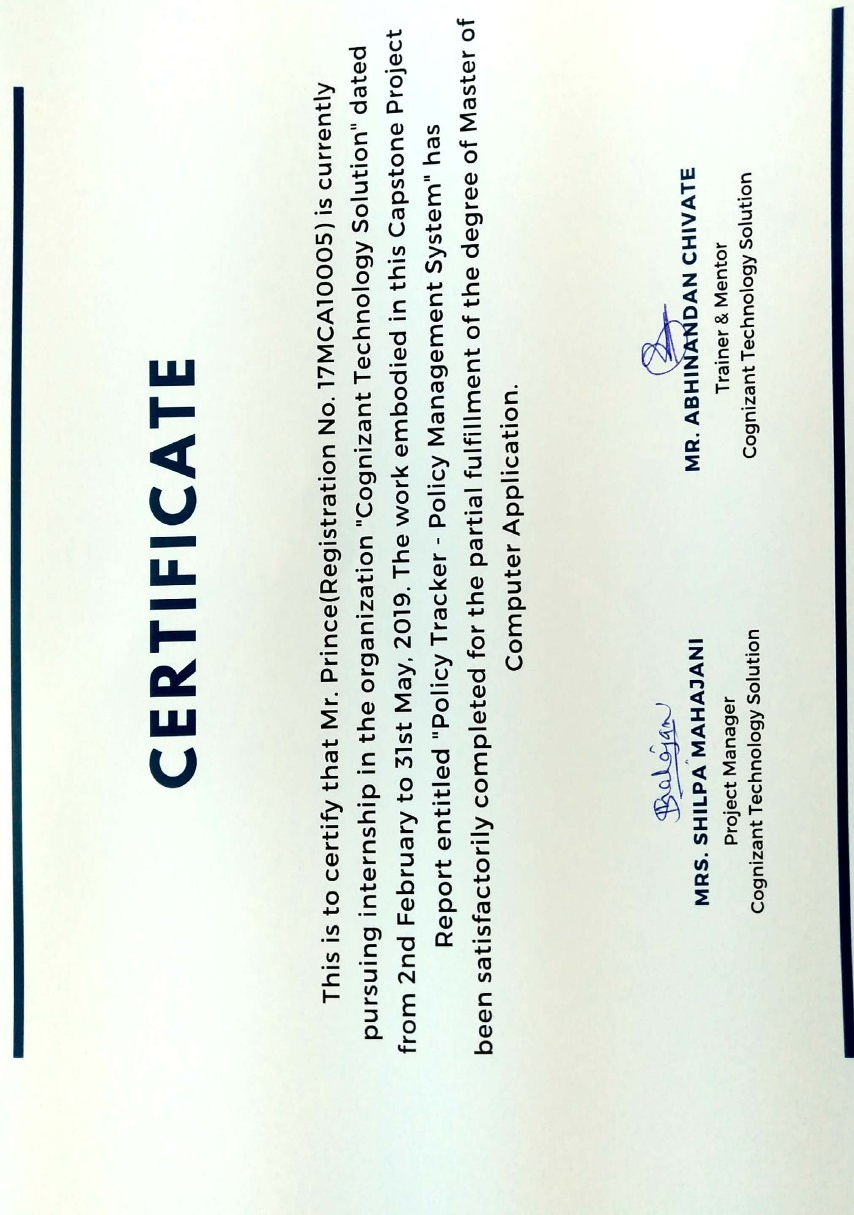 CERTIFICATE
This is to certify that Mr. Prince(Registration No. 17MCA10005) is currently
pursuing internship in the organization "Cognizant Technology Solution" dated
from 2nd February to 31st May, 2019. The work embodied in this Capstone Project
Report entitled "Policy Tracker - Policy Management System" has
been satisfactorily completed for the partial fulfillment of the degree of Master of
Computer Application.
MRS. SHILPA MAHAJANI
Project Manager
Cognizant Technology Solution
MR. ABHINANDAN CHIVATE
Trainer & Mentor
Cognizant Technology Solution